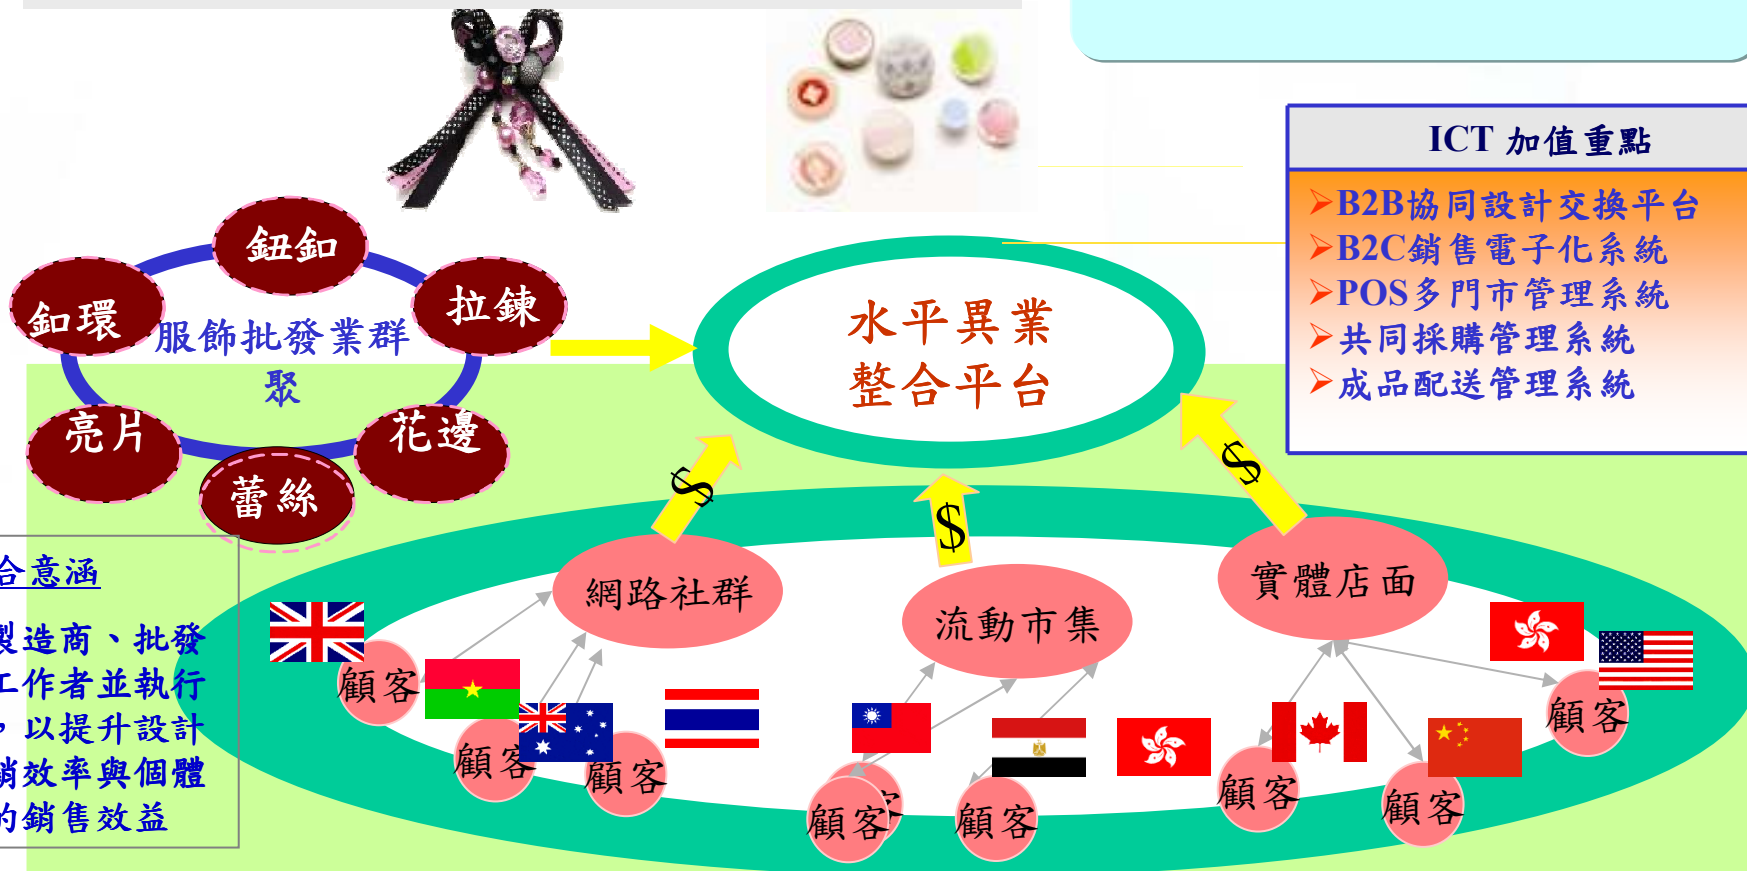 ICT 加值重點
B2B協同設計交換平台
B2C銷售電子化系統
POS多門市管理系統
共同採購管理系統
成品配送管理系統
鈕釦
釦環
拉鍊
服飾批發業群
聚
亮片
花邊
蕾絲
水平異業
整合平台
$
$
$
網路社群
流動市集
實體店面
合意涵
製造商、批發
工作者並執行
，以提升設計
銷效率與個體
的銷售效益
顧客
顧客
顧客
顧客
客
顧客
顧客
顧客
顧客